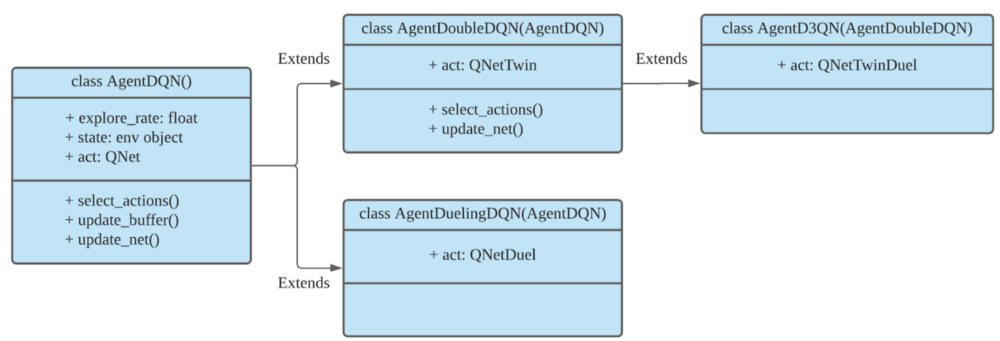 class AgentDQN()
+ explore_rate: float
+ state: env object
+ act: QNet
+ select_actions()
+ update_buffer()
+ update_net()
Extends
class AgentDoubleDQN(AgentDQN)
+ act: QNetTwin
+ select_actions()
+ update_net()
Extends
class AgentD3QN(AgentDoubleDQN)
+ act: QNetTwinDuel
Extends
class AgentDuelingDQN(AgentDQN)
+ act: QNetDuel